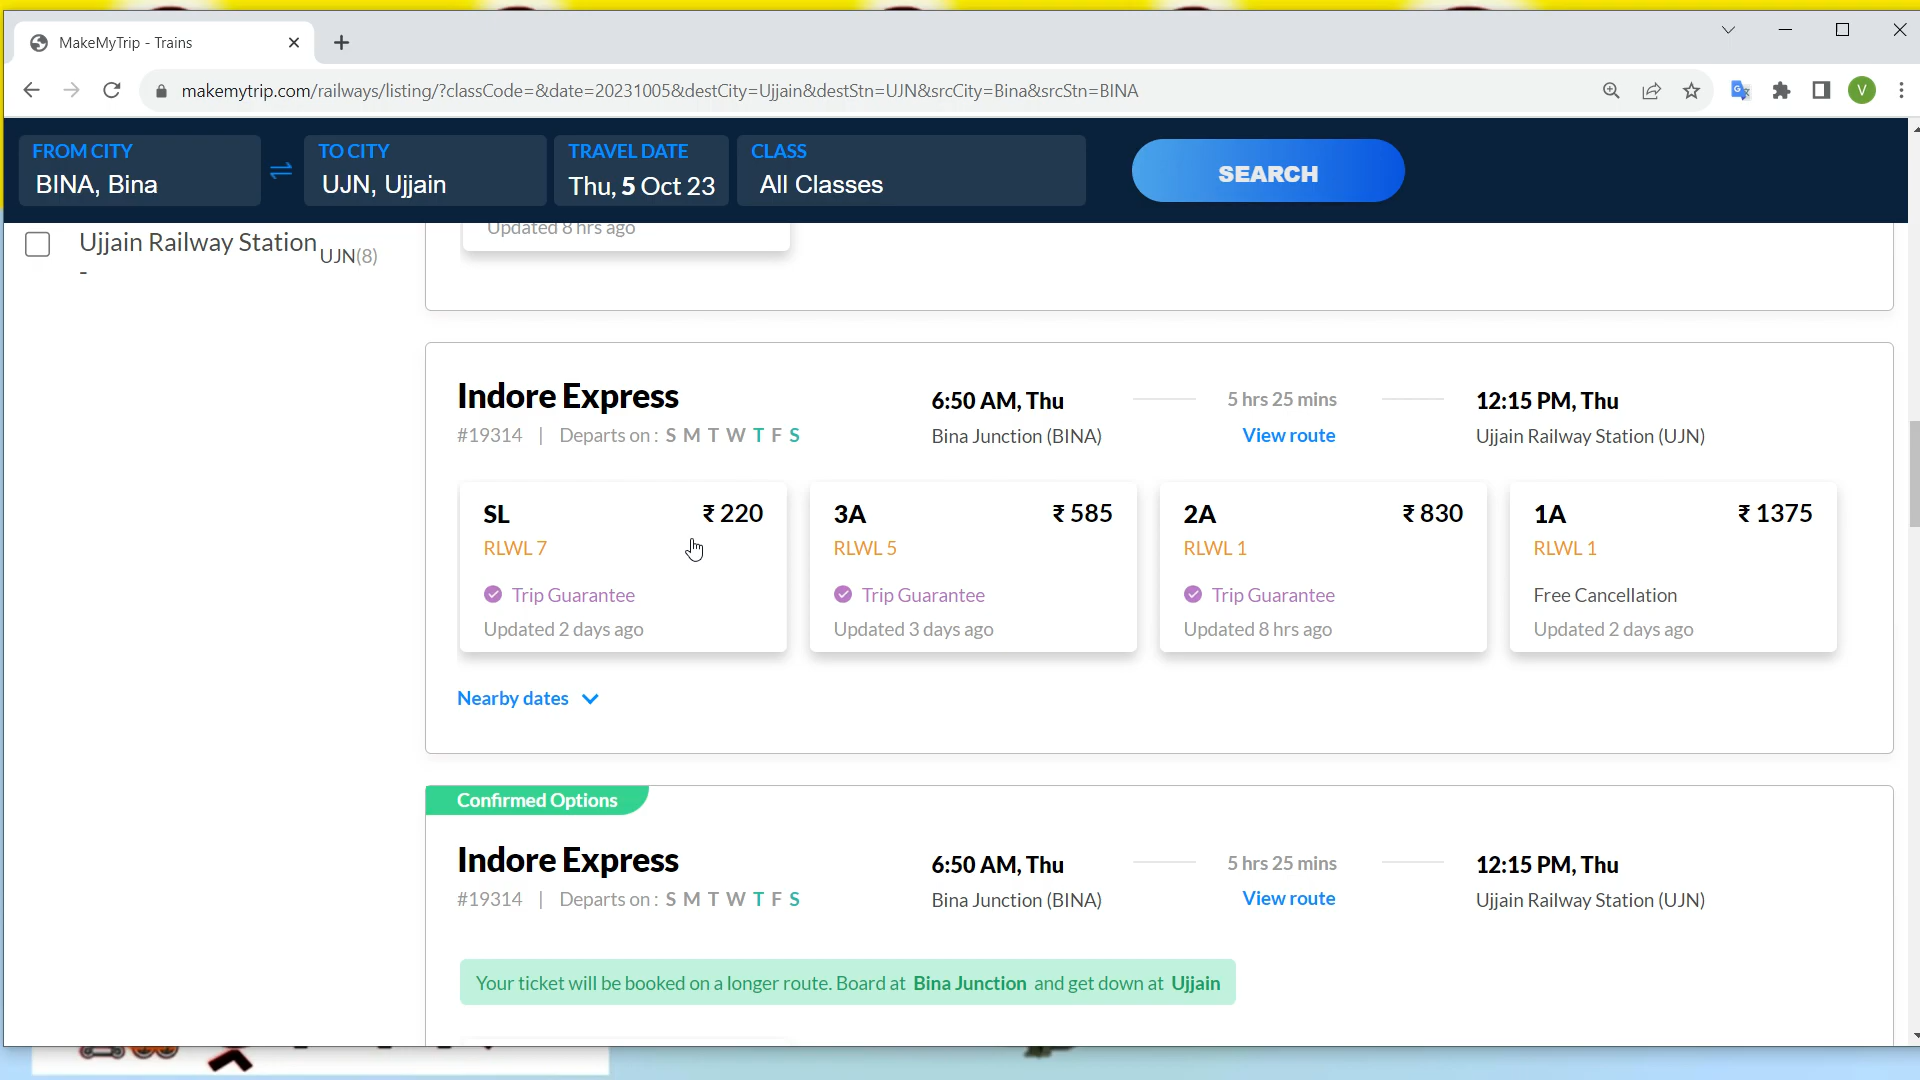 MakeMyTrip - Trains
makemytrip.com/railways/listing/?classCode=&date=20231005&destCity=Ujjain&destStn=UJN&srcCity=Bina&srcStn=BINA
V
FROM CITY
BINA, Bina
TO CITY
UJN, Ujjain
TRAVEL DATE
Thu, 5 Oct 23
CLASS
All Classes
SEARCH
Ujjain Railway Station
-
UJN(8)
Updated 8 hrs ago
Indore Express
#19314 | Departs on : S M T W T F S
6:50 AM, Thu
Bina Junction (BINA)
5 hrs 25 mins
View route
12:15 PM, Thu
Ujjain Railway Station (UJN)
SL ₹ 220
RLWL 7
Trip Guarantee
Updated 2 days ago
3A ₹ 585
RLWL 5
Trip Guarantee
Updated 3 days ago
2A ₹ 830
RLWL 1
Trip Guarantee
Updated 8 hrs ago
1A ₹ 1375
RLWL 1
Free Cancellation
Updated 2 days ago
Nearby dates
Confirmed Options
Indore Express
#19314 | Departs on : S M T W T F S
6:50 AM, Thu
Bina Junction (BINA)
5 hrs 25 mins
View route
12:15 PM, Thu
Ujjain Railway Station (UJN)
Your ticket will be booked on a longer route. Board at Bina Junction and get down at Ujjain